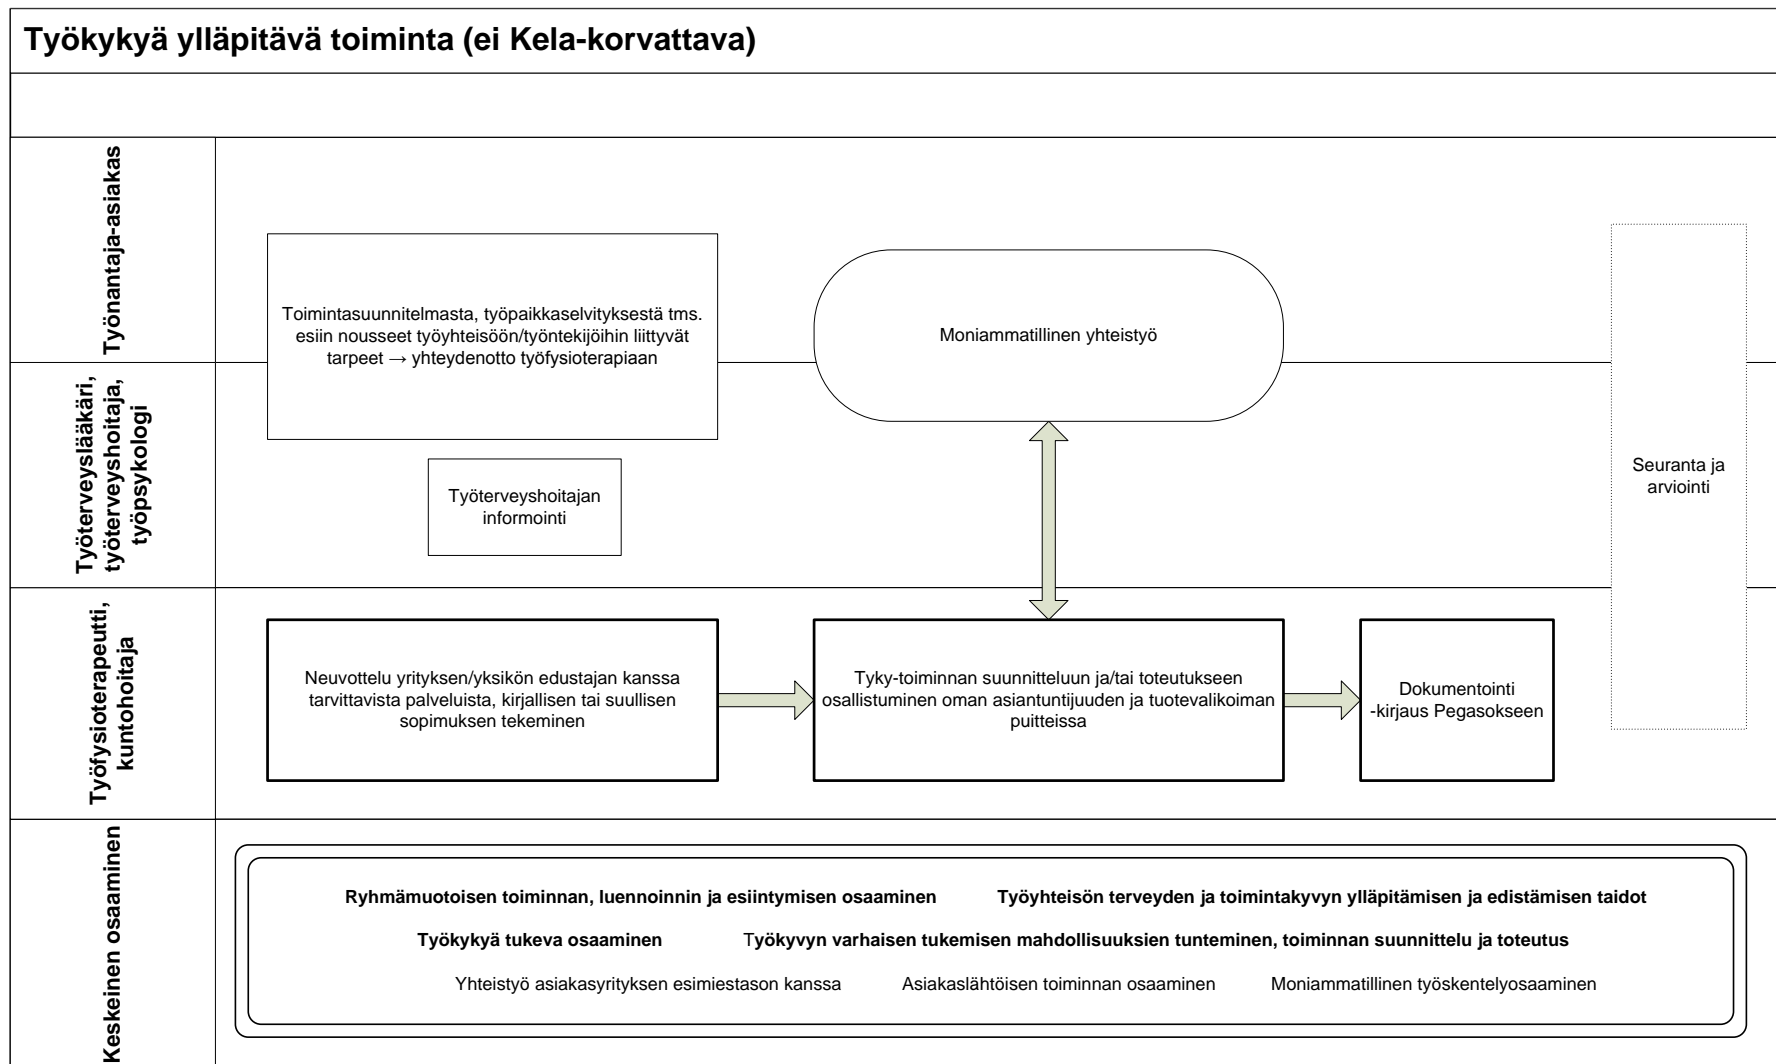 Työkykyä ylläpitävä toiminta (ei Kela-korvattava)
Työnantaja-asiakas
Toimintasuunnitelmasta, työpaikkaselvityksestä tms.
esiin nousseet työyhteisöön/työntekijöihin liittyvät
tarpeet → yhteydenotto työfysioterapiaan
Moniammatillinen yhteistyö
Työterveyslääkäri,
työterveyshoitaja,
työpsykologi
Työterveyshoitajan
informointi
Seuranta ja
arviointi
Työfysioterapeutti,
kuntohoitaja
Neuvottelu yrityksen/yksikön edustajan kanssa
tarvittavista palveluista, kirjallisen tai suullisen
sopimuksen tekeminen
Tyky-toiminnan suunnitteluun ja/tai toteutukseen
osallistuminen oman asiantuntijuuden ja tuotevalikoiman
puitteissa
Dokumentointi
-kirjaus Pegasokseen
Keskeinen osaaminen
Ryhmämuotoisen toiminnan, luennoinnin ja esiintymisen osaaminen Työyhteisön terveyden ja toimintakyvyn ylläpitämisen ja edistämisen taidot
Työkykyä tukeva osaaminen Työkyvyn varhaisen tukemisen mahdollisuuksien tunteminen, toiminnan suunnittelu ja toteutus
Yhteistyö asiakasyrityksen esimiestason kanssa Asiakaslähtöisen toiminnan osaaminen Moniammatillinen työskentelyosaaminen